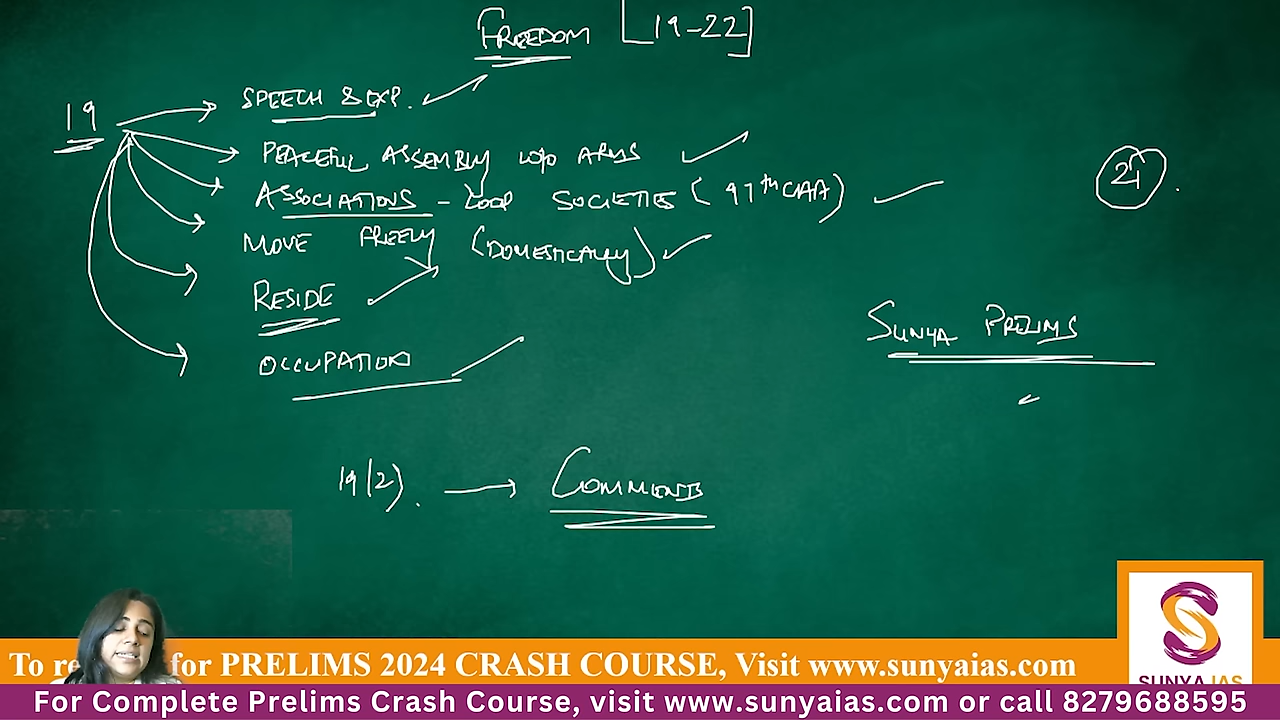 FREEDOM [19-22]
19
SPEECH & EXP.
PEACEFUL ASSEMBLY w/o ARMS
ASSOCIATIONS - COOP SOCIETIES (97th CAA)
21
MOVE FREELY (DOMESTICALLY)
RESIDE
SUNYA PRELIMS
OCCUPATION
19(2). → COMMENTS
To re for PRELIMS 2024 CRASH COURSE, Visit www.sunyaias.com
SUNYA IAS
For Complete Prelims Crash Course, visit www.sunyaias.com or call 8279688595